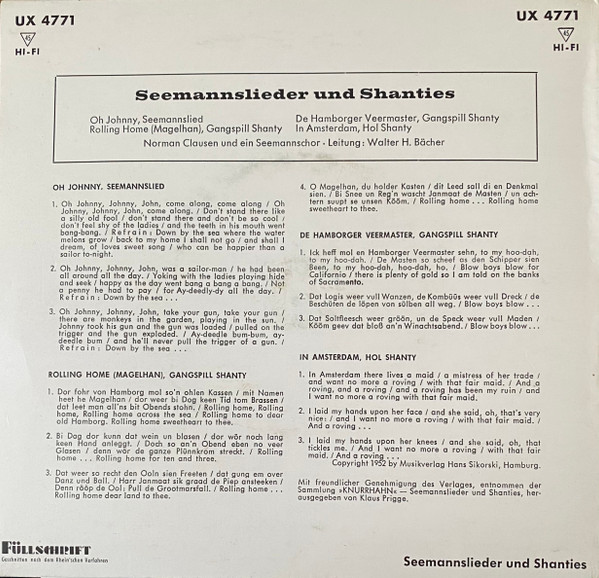 UX 4771
UX 4771
45
HI-FI
45
HI-FI
Seemannslieder und Shanties
Oh Johnny, Seemannslied
Rolling Home (Magelhan), Gangspill Shanty
De Hamborger Veermaster, Gangspill Shanty
In Amsterdam, Hol Shanty
Norman Clausen und ein Seemannschor - Leitung: Walter H. Bächer
OH JOHNNY. SEEMANNSLIED
1. Oh Johnny, Johnny, John, come along, come along / Oh
Johnny, Johnny, John, come along. / Don't stand there like
a silly old fool / don't stand there and don't be so cool /
don't feel shy of the ladies / and the teeth in his mouth went
bang-bang. / Refrain: Down by the sea where the water
melons grow / back to my home I shall not go / and shall I
dream, of loves sweet song / who can be happier than a
sailor to-night.
2. Oh Johnny, Johnny, John, was a sailor-man / he had been
all around all the day. / Yoking with the ladies playing hide
and seek / happy as the day went bang a bang a bang. / Not
a penny he had to pay / for Ay-deedly-dy all the day. /
Refrain: Down by the sea ...
3. Oh Johnny, Johnny, John, take your gun, take your gun /
there are monkeys in the garden, playing in the sun. /
Johnny took his gun and the gun was loaded / pulled on the
trigger and the gun exploded. / Ay-deedle bum-bum, ay-
deedle bum / and he'll never pull the trigger of a gun. /
Refrain: Down by the sea ...
ROLLING HOME (MAGELHAN), GANGSPILL SHANTY
1. Dor fohr von Hamborg mol so'n ohlen Kassen / mit Namen
heet he Magelhan / dor weer bi Dog keen Tid tom Brassen /
dat leet man all'ns bit Obends stohn. / Rolling home, Rolling
home, Rolling home across the sea / Rolling home to dear
old Hamborg. Rolling home sweetheart to thee.
2. Bi Dag dor kunn dat wein un blasen / dor wör noch lang
keen Hand anleggt. / Doch so an'n Obend eben no veer
Glasen / denn wör de ganze Plünnkröm streckt. / Rolling
home ... Rolling home for ten and three.
3. Dat weer so recht den Ooln sien Freeten / dat gung em over
Danz und Ball. / Harr Janmaat sik graad de Piep ansteeken /
Denn rööp de Ool: Pull de Grootmarsfall. / Rolling home ...
Rolling home dear land to thee.
4. O Magelhan, du holder Kasten / dit Leed sall di en Denkmal
sien. / Bi Snee un Reg'n wascht Janmaat de Masten / un ach-
tern suupt se unsen Kööm. / Rolling home ... Rolling home
sweetheart to thee.
DE HAMBORGER VEERMASTER, GANGSPILL SHANTY
1. Ick heff mol en Hamborger Veermaster sehn, to my hoo-dah,
to my hoo-dah. / De Masten so scheef as den Schipper sien
Been, to my hoo-dah, hoo-dah, ho. / Blow boys blow for
Californio / there is plenty of gold so I am told on the banks
of Sacramento.
2. Dat Logis weer vull Wanzen, de Kombüüs weer vull Dreck / de
Beschüten de löpen von sülben all weg. / Blow boys blow ...
3. Dat Soltfleesch weer gröön, un de Speck weer vull Maden /
Kööm geev dat bloß an'n Winachtsabend. / Blow boys blow ...
IN AMSTERDAM, HOL SHANTY
1. In Amsterdam there lives a maid / a mistress of her trade /
and want no more a roving / with that fair maid. / And a
roving, and a roving / and a roving has been my ruin / and I
want no more a roving with that fair maid.
2. I laid my hands upon her face / and she said, oh, that's very
nice: / and I want no more a roving / with that fair maid. /
And a roving ...
3. I laid my hands upon her knees / and she said, oh, that
tickles me. / And I want no more a roving / with that fair
maid. / And a roving ...
Copyright 1952 by Musikverlag Hans Sikorski, Hamburg.
Mit freundlicher Genehmigung des Verlages, entnommen der
Sammlung »KNURRHAHN« — Seemannslieder und Shanties, her-
ausgegeben von Klaus Prigge.
FÜLLSCHRIFT
Geschnitten nach dem Rhein'schen Verfahren
Seemannslieder und Shanties